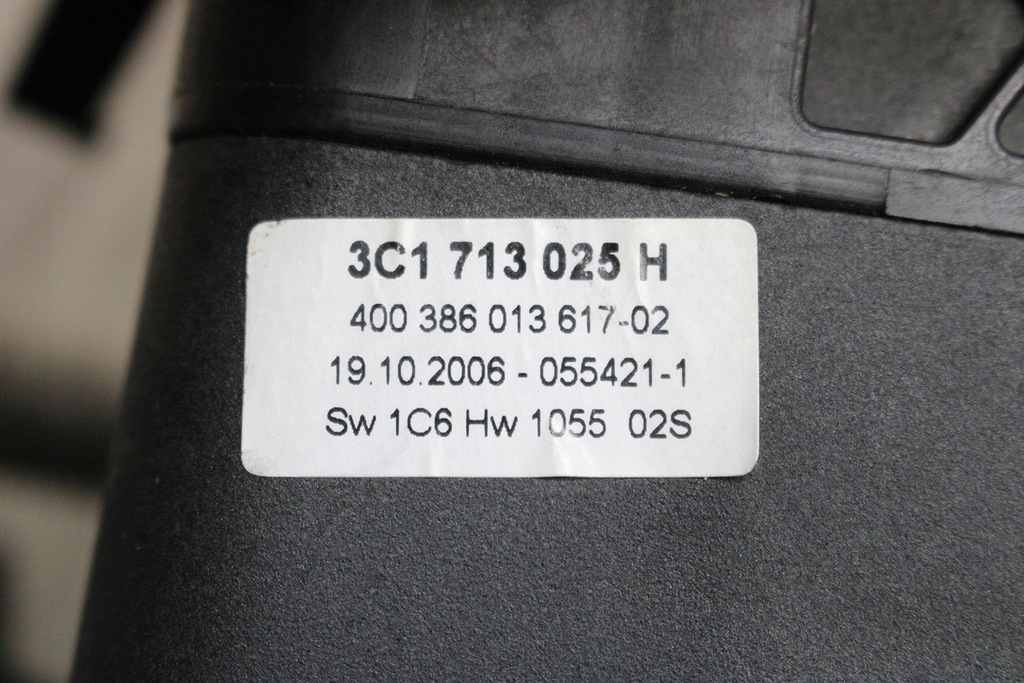 3C1 713 025 H
400 386 013 617-02
19.10.2006 - 055421-1
Sw 1C6 Hw 1055 02S